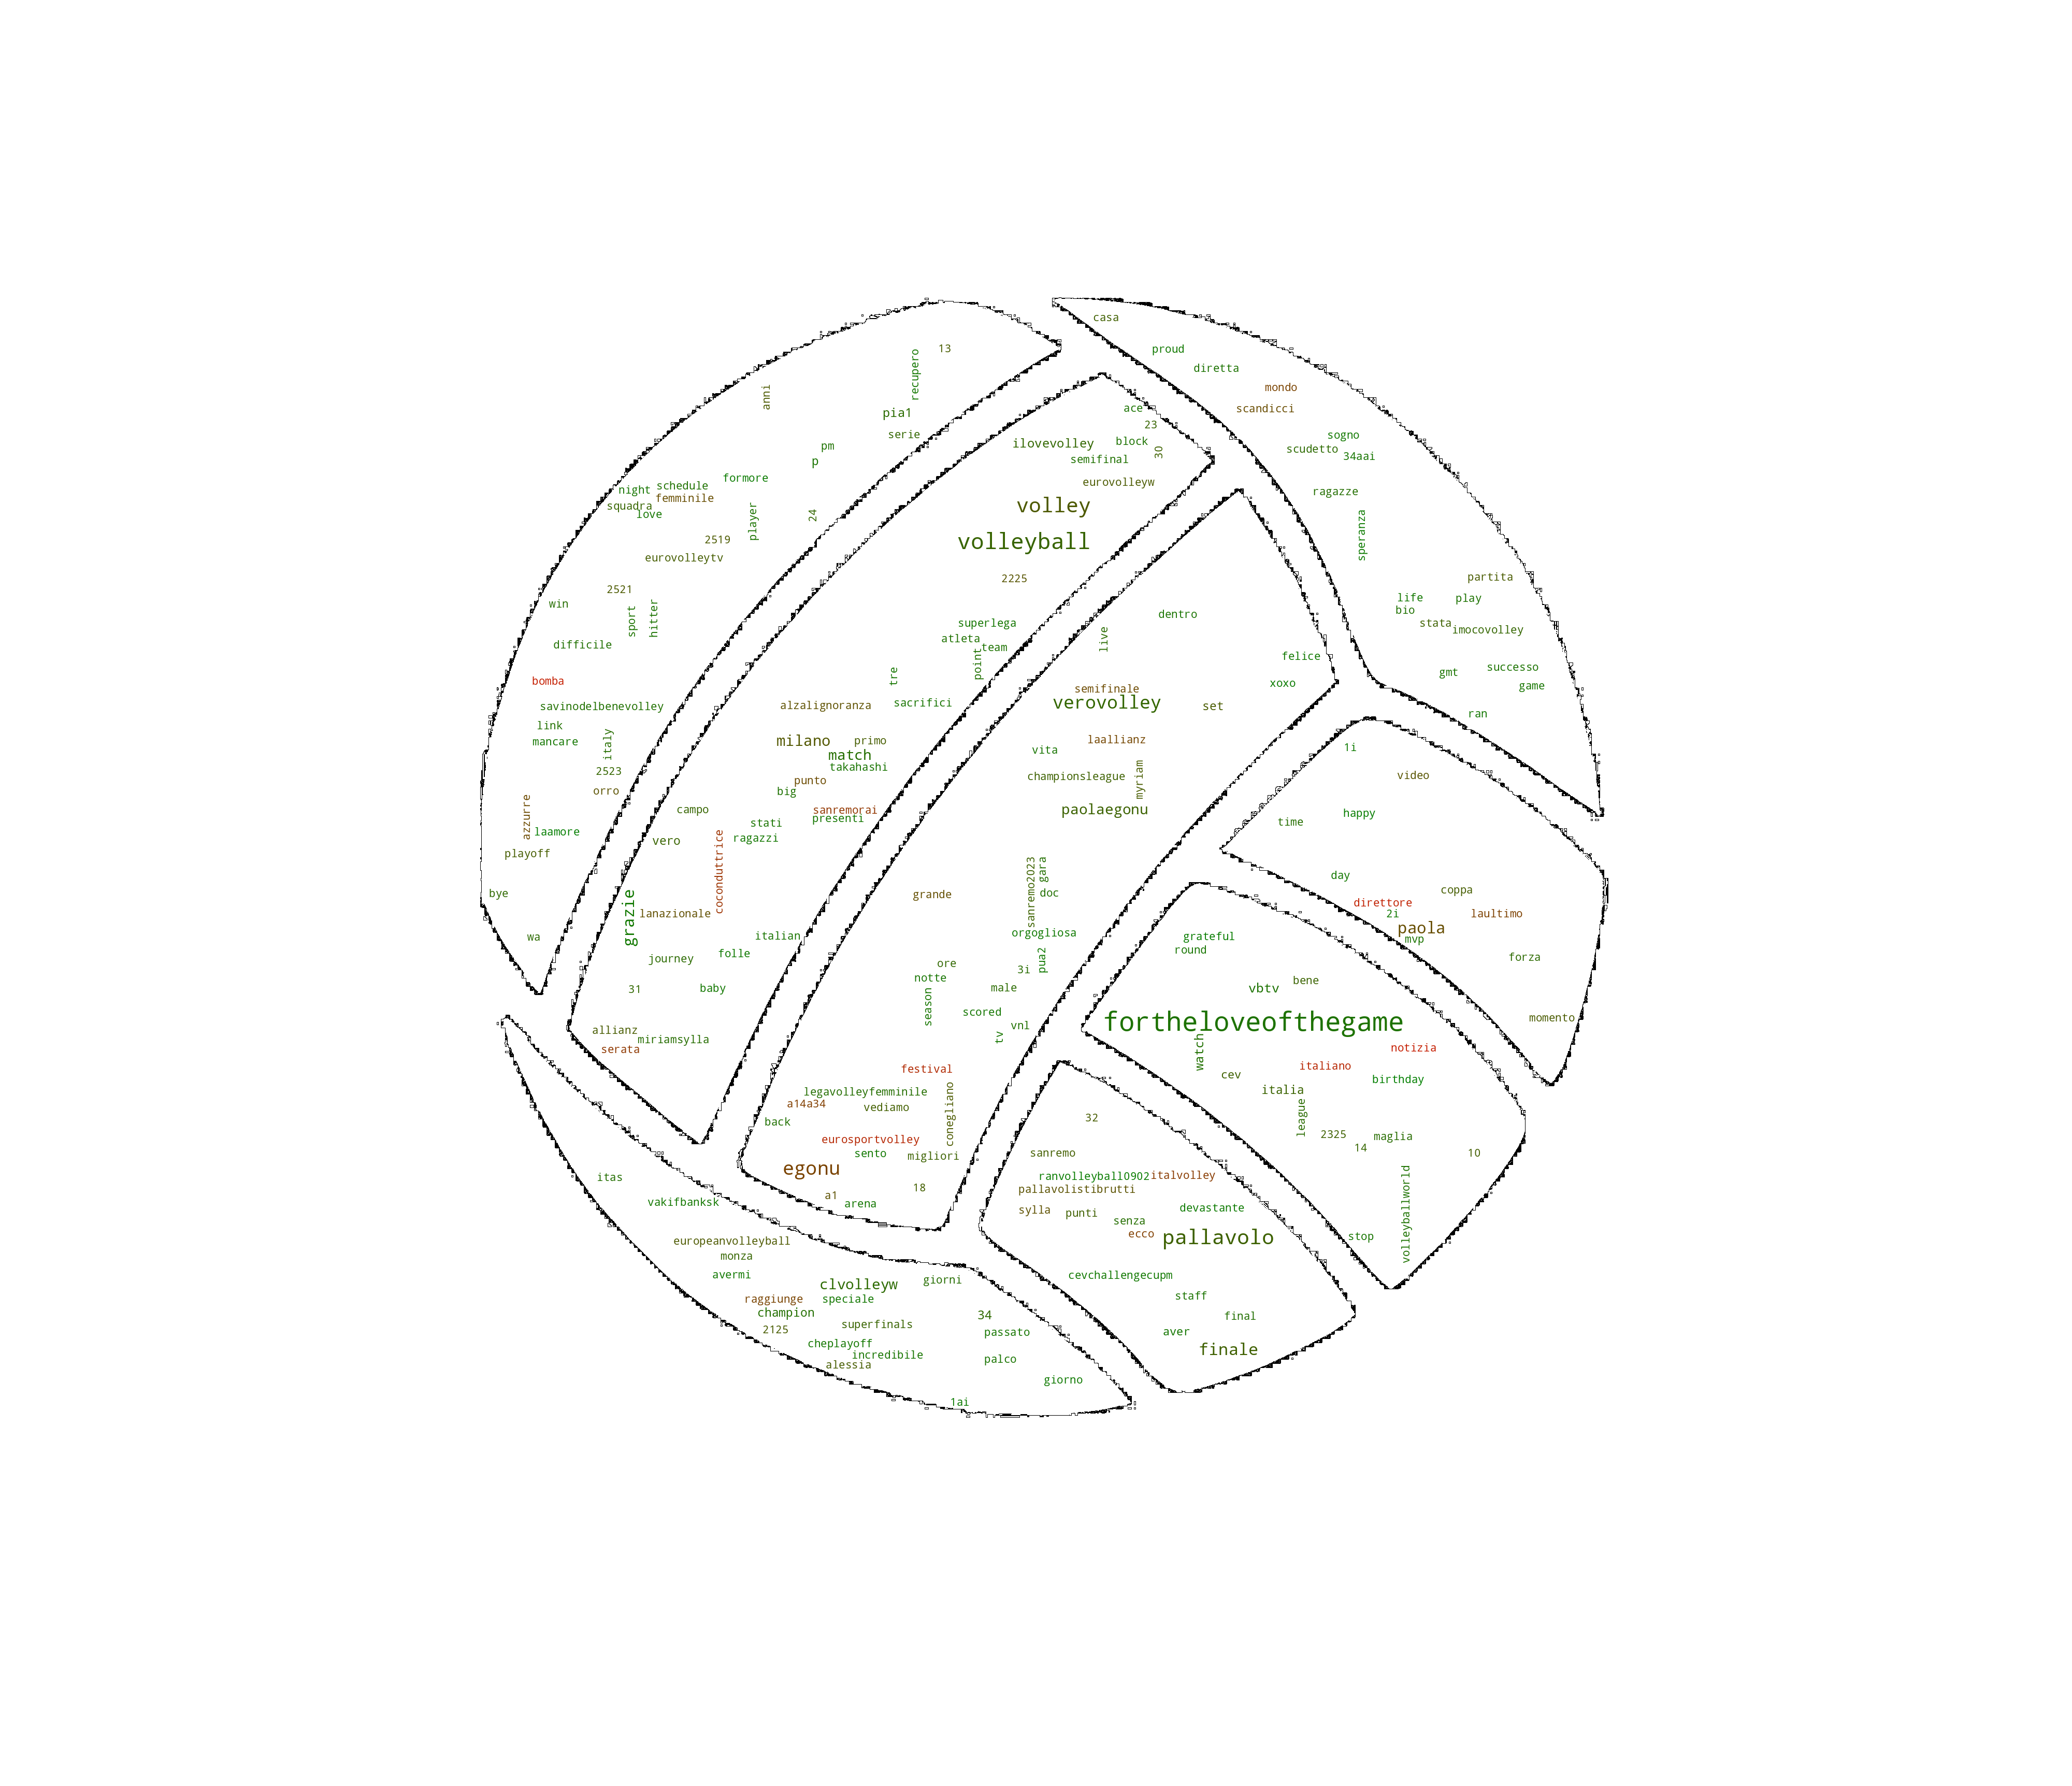 casa
13
proud
recupero
diretta
anni
mondo
pia1
ace
scandicci
23
serie
sogno
block
ilovevolley
pm
30
scudetto
34aai
p
semifinal
formore
eurovolleyw
schedule
night
ragazze
femminile
squadra
volley
love
24
player
speranza
2519
volleyball
eurovolleytv
2225
partita
2521
life
play
win
bio
dentro
sport
hitter
superlega
stata
imocovolley
atleta
live
difficile
team
felice
point
successo
gmt
tre
bomba
xoxo
game
semifinale
sacrifici
verovolley
alzalignoranza
set
savinodelbenevolley
ran
link
milano
primo
laallianz
mancare
italy
1i
vita
match
takahashi
2523
championsleague
myriam
video
punto
orro
big
sanremorai
campo
paolaegonu
azzurre
presenti
happy
stati
time
laamore
ragazzi
vero
playoff
coconduttrice
gara
day
sanremo2023
bye
grande
doc
coppa
direttore
grazie
lanazionale
2i
laultimo
paola
orgogliosa
wa
italian
grateful
mvp
round
folle
journey
pua2
forza
ore
3i
notte
bene
31
baby
male
vbtv
season
scored
momento
fortheloveofthegame
vnl
allianz
tv
miriamsylla
serata
watch
notizia
festival
italiano
cev
birthday
legavolleyfemminile
italia
a14a34
vediamo
conegliano
league
32
back
2325
maglia
eurosportvolley
14
sento
migliori
sanremo
10
egonu
itas
ranvolleyball0902
italvolley
18
pallavolistibrutti
a1
vakifbanksk
arena
sylla
punti
devastante
volleyballworld
senza
ecco
pallavolo
stop
europeanvolleyball
monza
avermi
cevchallengecupm
clvolleyw
giorni
raggiunge
speciale
staff
champion
34
final
superfinals
2125
passato
aver
cheplayoff
finale
incredibile
palco
alessia
giorno
1ai